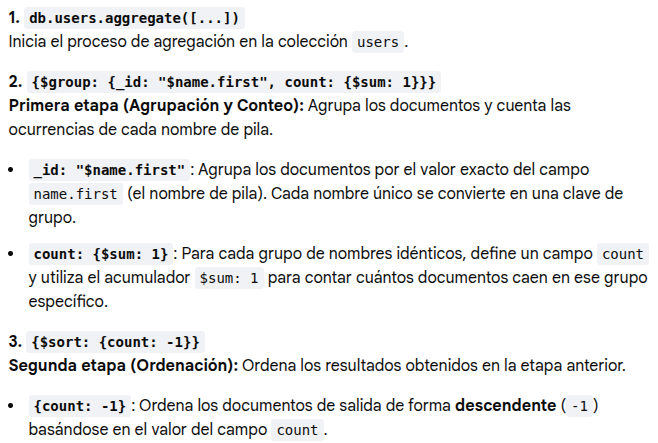 1. db.users.aggregate([...])
Inicia el proceso de agregación en la colección users.
2. {$group: {_id: "$name.first", count: {$sum: 1}}}
Primera etapa (Agrupación y Conteo): Agrupa los documentos y cuenta las
ocurrencias de cada nombre de pila.
• _id: "$name.first": Agrupa los documentos por el valor exacto del campo
name.first (el nombre de pila). Cada nombre único se convierte en una clave de
grupo.
• count: {$sum: 1}: Para cada grupo de nombres idénticos, define un campo count
y utiliza el acumulador $sum: 1 para contar cuántos documentos caen en ese grupo
específico.
3. {$sort: {count: -1}}
Segunda etapa (Ordenación): Ordena los resultados obtenidos en la etapa anterior.
• {count: -1}: Ordena los documentos de salida de forma descendente (-1)
basándose en el valor del campo count.